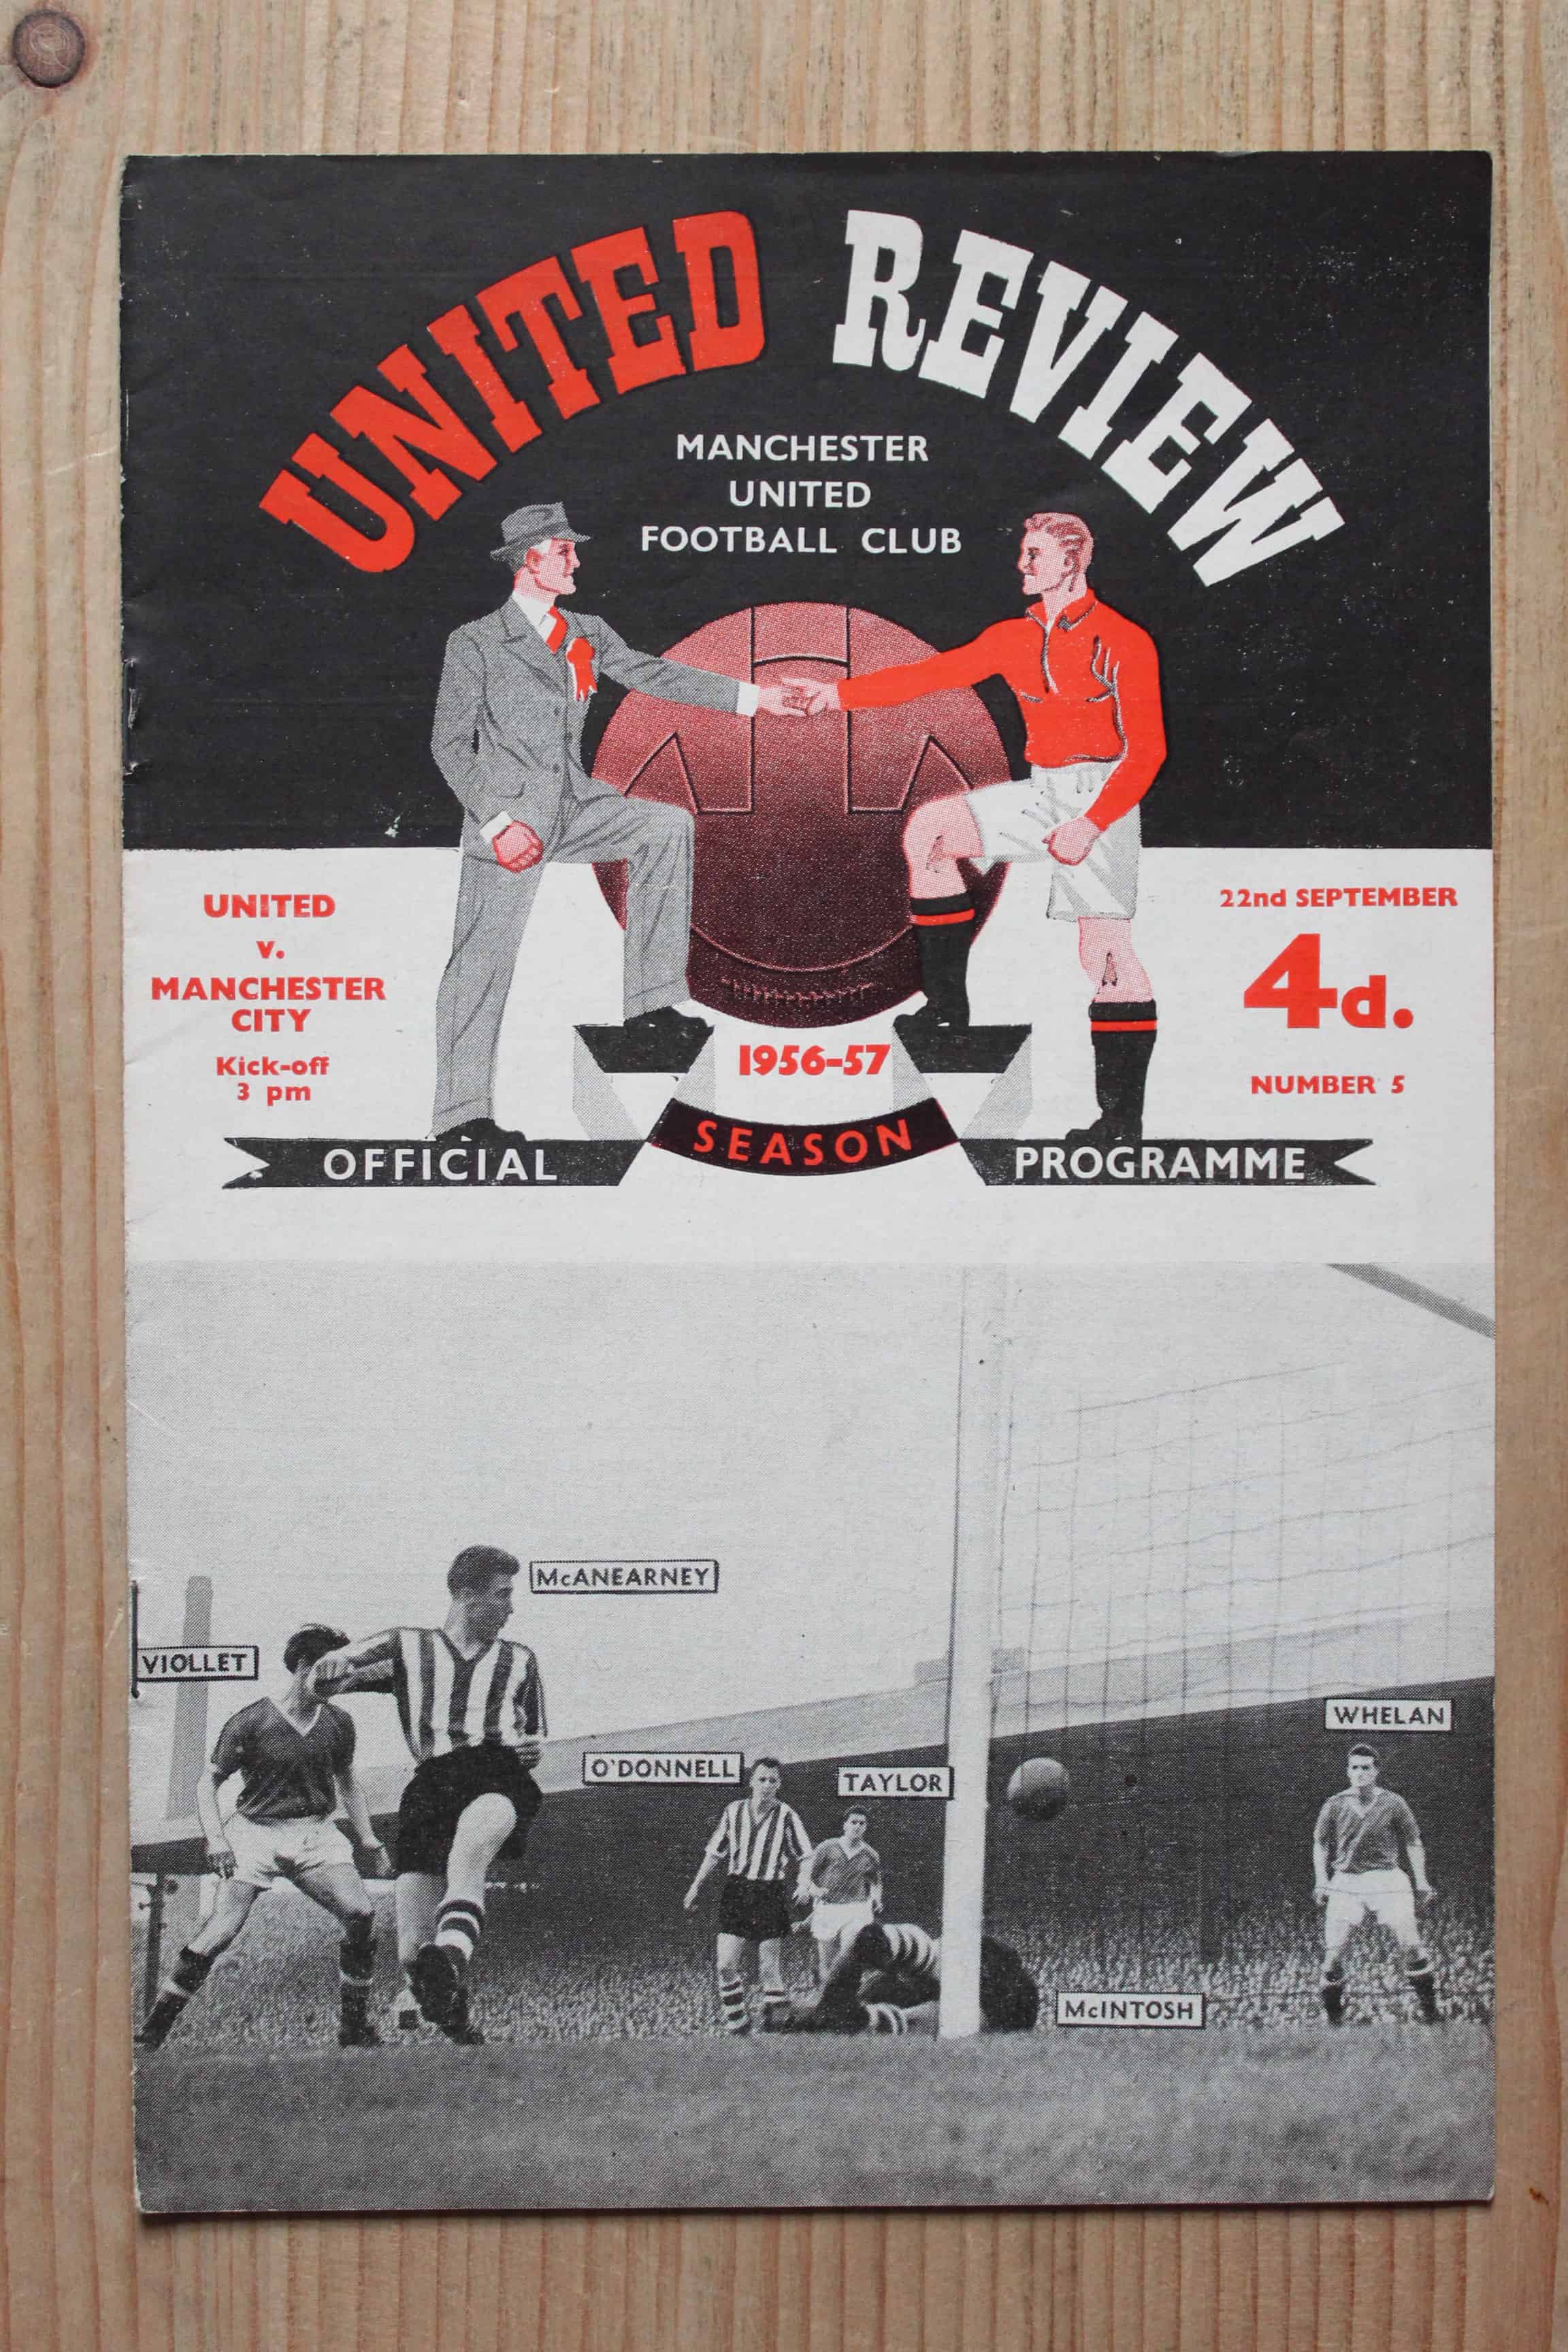 UNITED REVIEW
MANCHESTER
UNITED
FOOTBALL CLUB
UNITED
v.
MANCHESTER
CITY
Kick-off
3 pm
22nd SEPTEMBER
4d.
NUMBER 5
1956-57
OFFICIAL SEASON PROGRAMME
McANEARNEY
VIOLLET
WHELAN
O'DONNELL
TAYLOR
McINTOSH